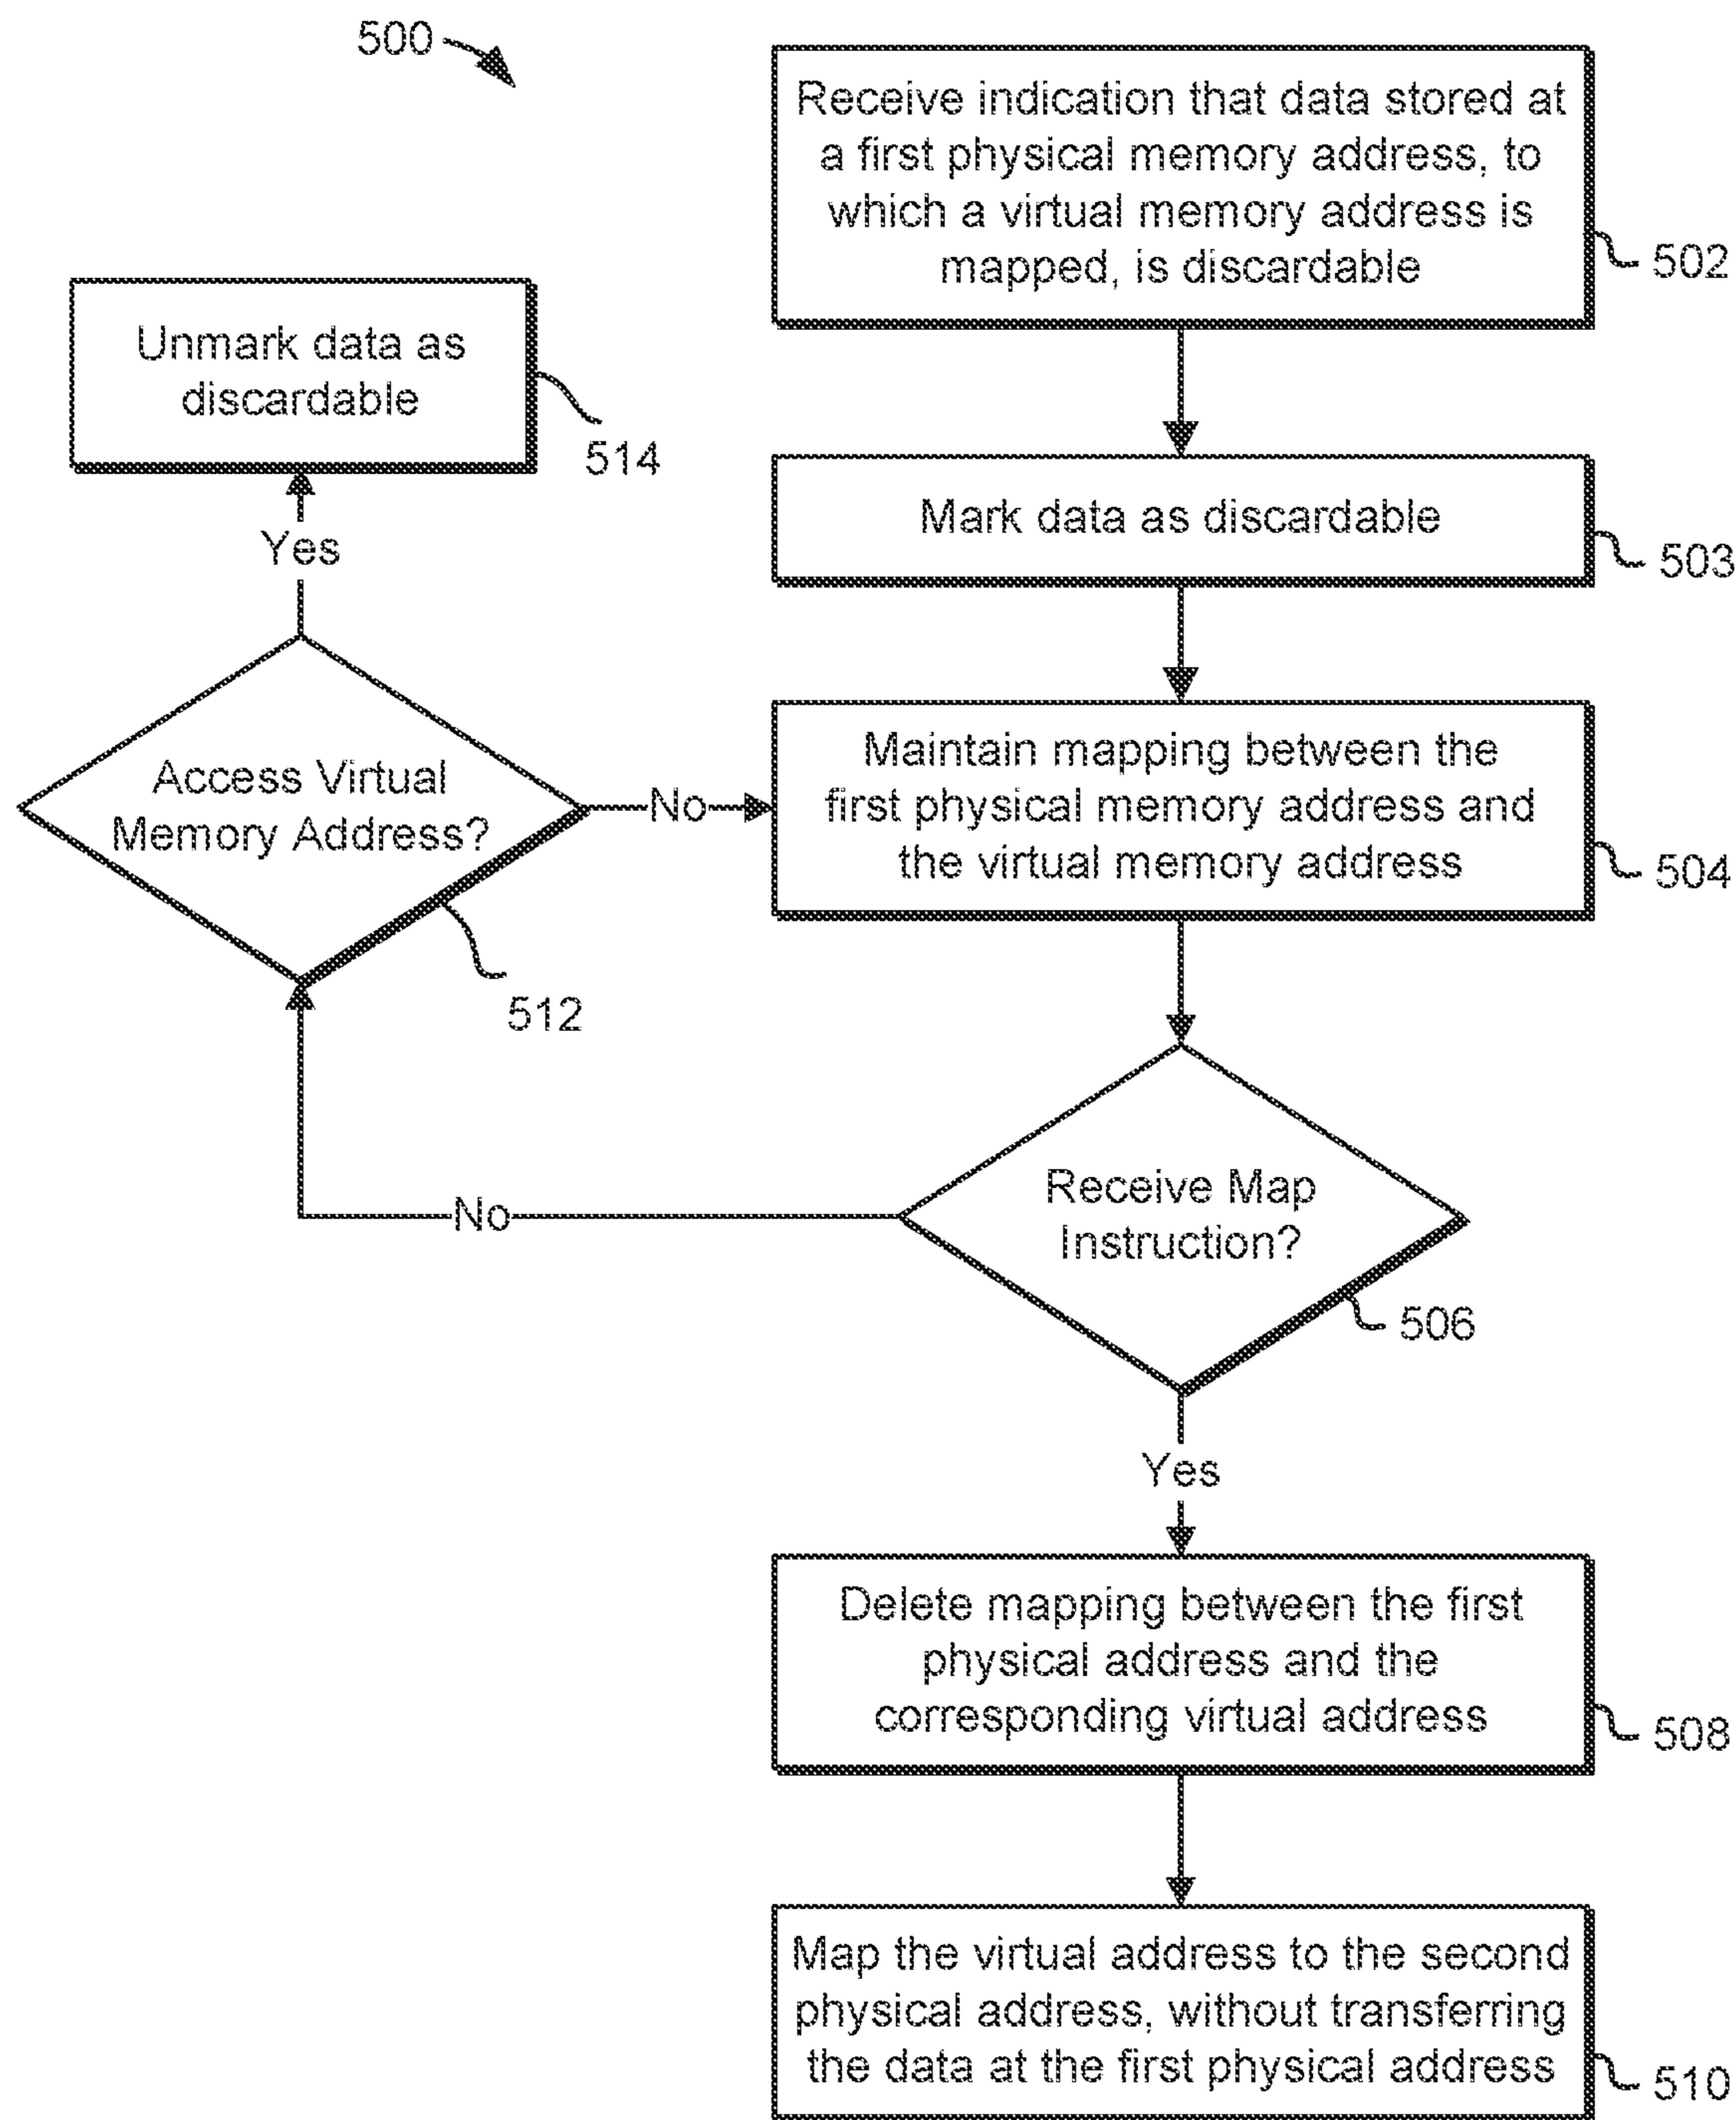 500
Receive indication that data stored at
a first physical memory address, to
which a virtual memory address is
mapped, is discardable
502
Unmark data as
discardable
514
Mark data as discardable
503
Yes
Access Virtual
Memory Address?
512
No
Maintain mapping between the
first physical memory address and
the virtual memory address
504
Receive Map
Instruction?
506
No
Yes
Delete mapping between the first
physical address and the
corresponding virtual address
508
Map the virtual address to the second
physical address, without transferring
the data at the first physical address
510